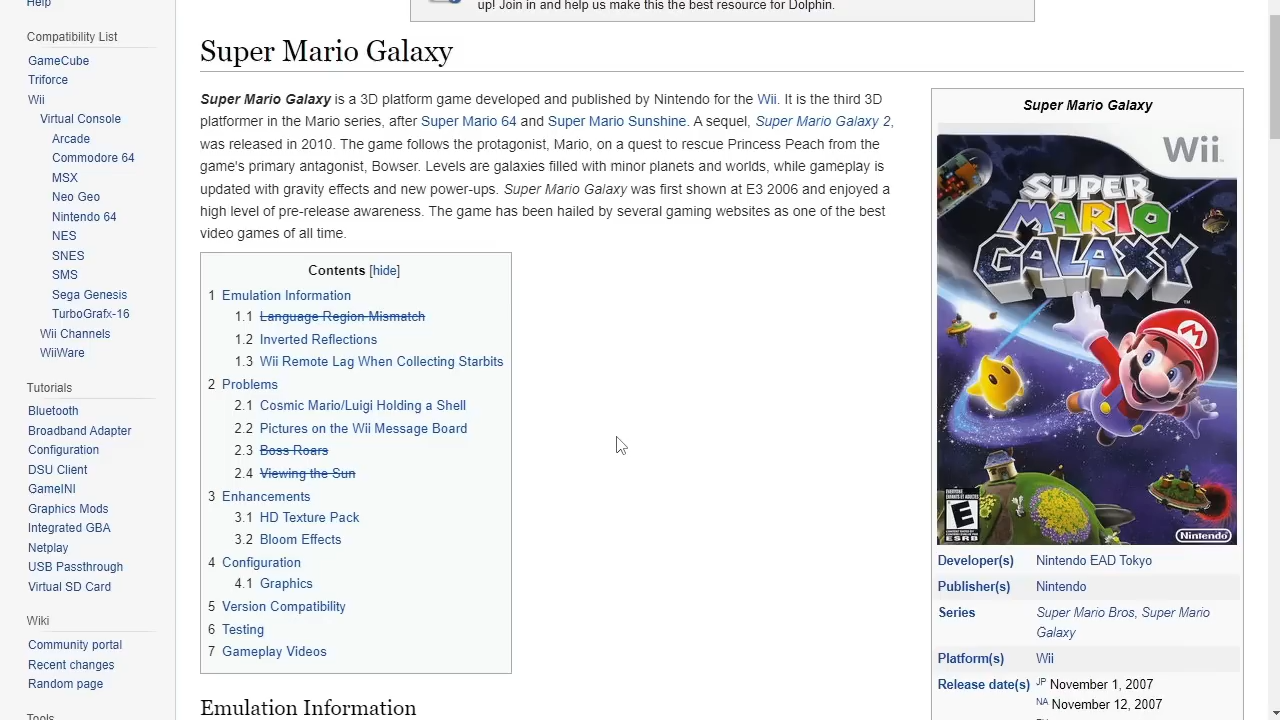 Help
Compatibility List
GameCube
Triforce
Wii
Virtual Console
Arcade
Commodore 64
MSX
Neo Geo
Nintendo 64
NES
SNES
SMS
Sega Genesis
TurboGrafx-16
Wii Channels
WiiWare
Tutorials
Bluetooth
Broadband Adapter
Configuration
DSU Client
GameINI
Graphics Mods
Integrated GBA
Netplay
USB Passthrough
Virtual SD Card
Wiki
Community portal
Recent changes
Random page
Tools
up! Join in and help us make this the best resource for Dolphin.
Super Mario Galaxy
Super Mario Galaxy is a 3D platform game developed and published by Nintendo for the Wii. It is the third 3D
platformer in the Mario series, after Super Mario 64 and Super Mario Sunshine. A sequel, Super Mario Galaxy 2,
was released in 2010. The game follows the protagonist, Mario, on a quest to rescue Princess Peach from the
game's primary antagonist, Bowser. Levels are galaxies filled with minor planets and worlds, while gameplay is
updated with gravity effects and new power-ups. Super Mario Galaxy was first shown at E3 2006 and enjoyed a
high level of pre-release awareness. The game has been hailed by several gaming websites as one of the best
video games of all time.
Contents [hide]
1 Emulation Information
1.1 Language Region Mismatch
1.2 Inverted Reflections
1.3 Wii Remote Lag When Collecting Starbits
2 Problems
2.1 Cosmic Mario/Luigi Holding a Shell
2.2 Pictures on the Wii Message Board
2.3 Boss Roars
2.4 Viewing the Sun
3 Enhancements
3.1 HD Texture Pack
3.2 Bloom Effects
4 Configuration
4.1 Graphics
5 Version Compatibility
6 Testing
7 Gameplay Videos
Emulation Information
Super Mario Galaxy
Wii
SUPER
MARIO
GALAXY
TM
M
E
ESRB
Nintendo
Developer(s) Nintendo EAD Tokyo
Publisher(s) Nintendo
Series Super Mario Bros, Super Mario
Galaxy
Platform(s) Wii
Release date(s) JP November 1, 2007
NA November 12, 2007